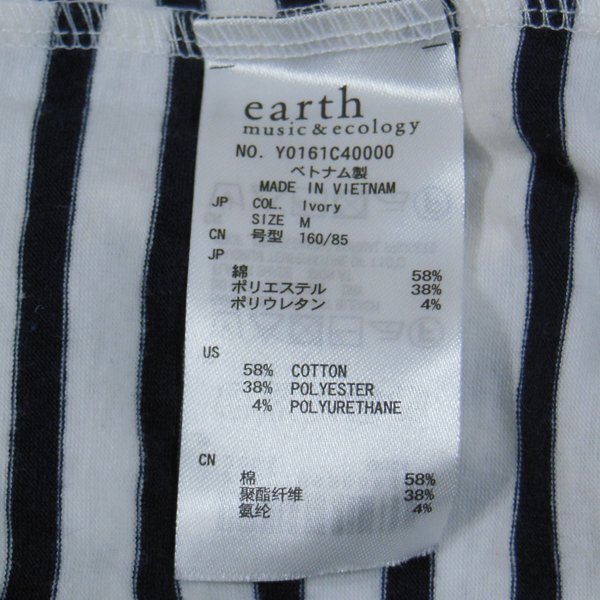 earth
music & ecology
NO. Y0161C40000
ベトナム製
MADE IN VIETNAM
JP COL. Ivory
SIZE M
CN 号型 160/85
JP
綿 58%
ポリエステル 38%
ポリウレタン 4%
US
58% COTTON
38% POLYESTER
4% POLYURETHANE
CN
棉 58%
聚酯纤维 38%
氨纶 4%